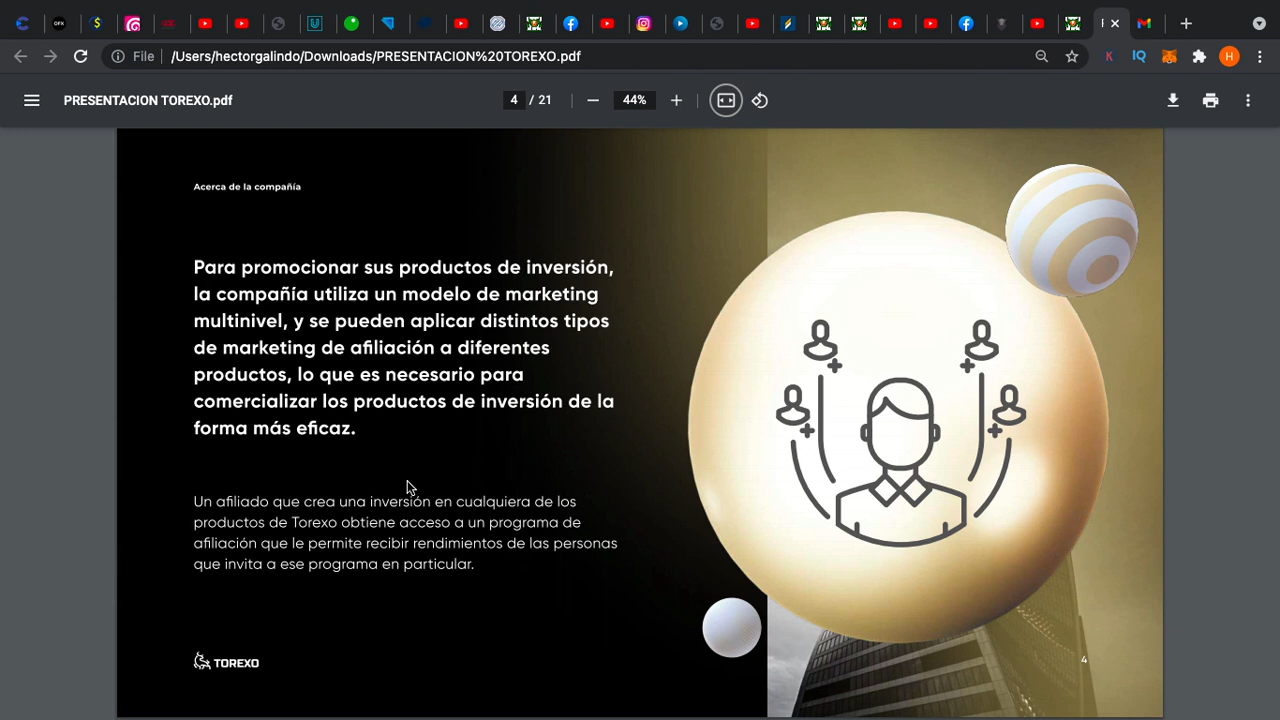 File
/Users/hectorgalindo/Downloads/PRESENTACION%20TOREXO.pdf
K
IQ
H
PRESENTACION TOREXO.pdf
4 / 21
44%
Acerca de la compañía
Para promocionar sus productos de inversión,
la compañía utiliza un modelo de marketing
multinivel, y se pueden aplicar distintos tipos
de marketing de afiliación a diferentes
productos, lo que es necesario para
comercializar los productos de inversión de la
forma más eficaz.
Un afiliado que crea una inversión en cualquiera de los
productos de Torexo obtiene acceso a un programa de
afiliación que le permite recibir rendimientos de las personas
que invita a ese programa en particular.
TOREXO
4